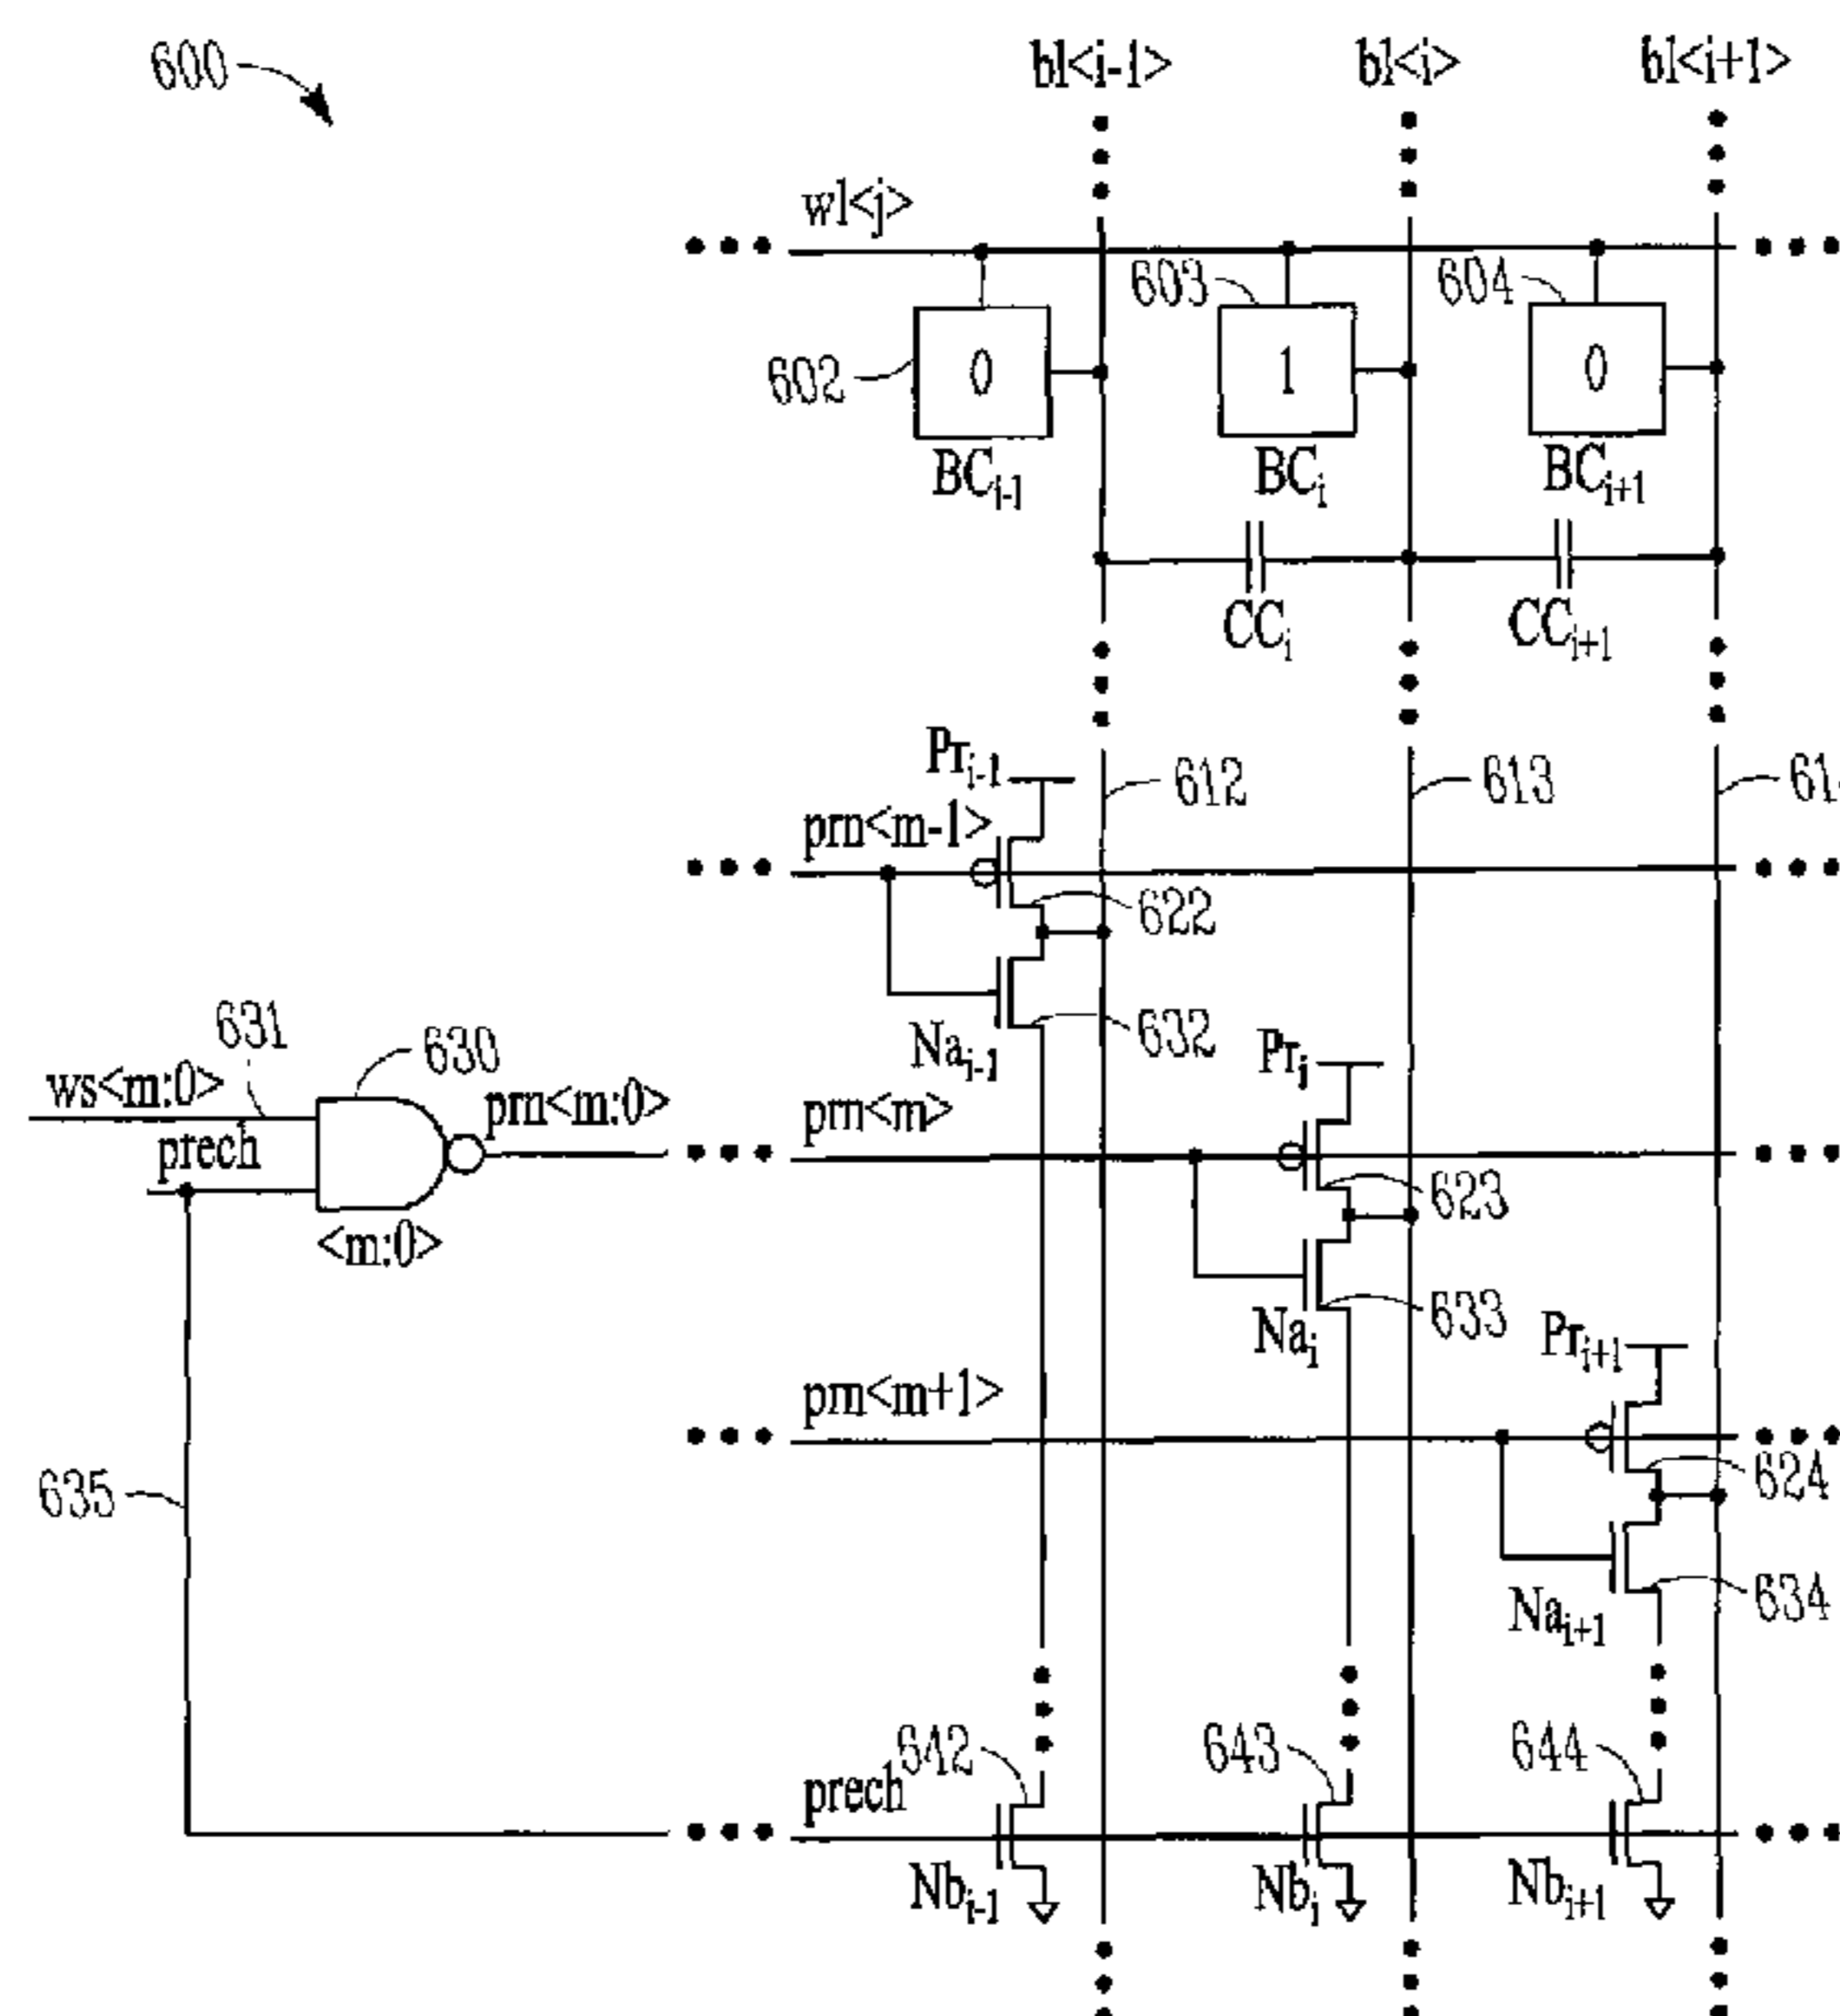 600
bl<i-1> bl<i> bl<i+1>
wl<j>
603 604
602 0 1 0
BCi-1 BCi BCi+1
CCi CCi+1
Pri-1 612 613
prn<m-1>
622
631 630 Nai-1 632 Pri
ws<m:0> prn<m:0> prn<m>
prech
623
<m:0>
Nai 633 Pri+1
prn<m+1>
635 624
Nai+1 634
642 643 644
prech
Nbi-1 Nbi Nbi+1